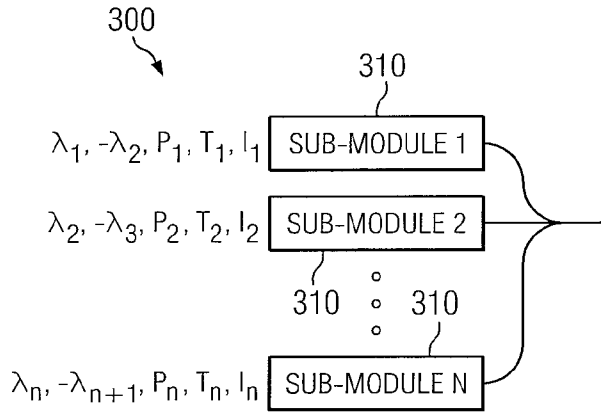 300
310
λ₁, -λ₂, P₁, T₁, I₁ SUB-MODULE 1
λ₂, -λ₃, P₂, T₂, I₂ SUB-MODULE 2
310 310
λₙ, -λₙ₊₁, Pₙ, Tₙ, Iₙ SUB-MODULE N